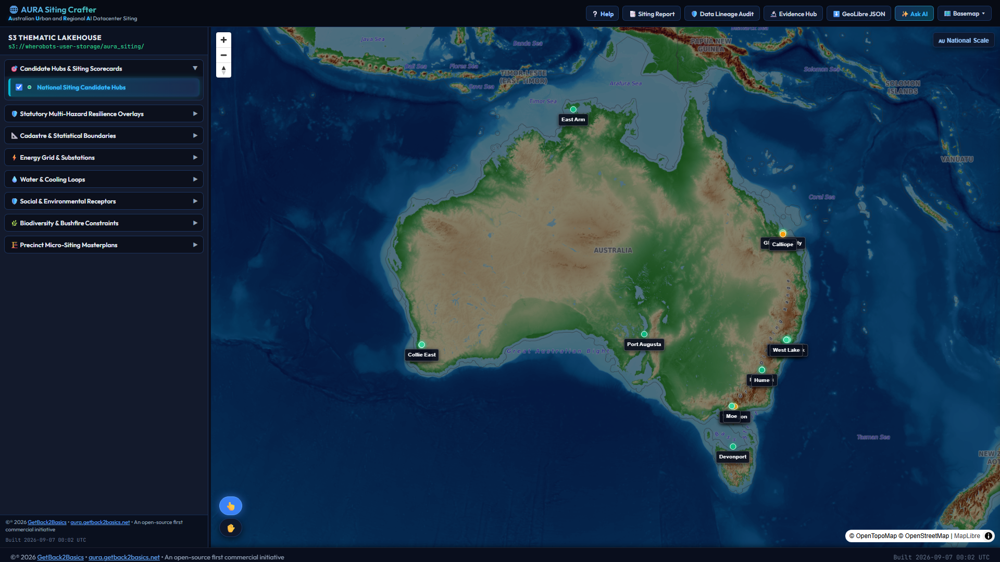 AURA Siting Crafter
Australian Urban and Regional AI Datacenter Siting
Help
Siting Report
Data Lineage Audit
Evidence Hub
GeoLibre JSON
Ask AI
Basemap
S3 THEMATIC LAKEHOUSE
s3://wherobots-user-storage/aura_siting/
Candidate Hubs & Siting Scorecards
National Siting Candidate Hubs
Statutory Multi-Hazard Resilience Overlays
Cadastre & Statistical Boundaries
Energy Grid & Substations
Water & Cooling Loops
Social & Environmental Receptors
Biodiversity & Bushfire Constraints
Precinct Micro-Siting Masterplans
AU National Scale
Java Sea
Banda Sea
Bismarck Sea
PAPUA NEW
GUINEA
Bali Sea
Flores Sea
TIMOR-LESTE
(EAST TIMOR)
Savu Sea
Arafura Sea
Solomon Sea
SOLOMON
ISLANDS
Timor Sea
East Arm
VANUATU
Coral Sea
Calliope
AUSTRALIA
Great Dividing Range
Port Augusta
Collie East
Great Australian Bight
West Lake
Hume
Moe
Bass Str
Devonport
Tasman Sea
NEW Z
AOT
© OpenTopoMap © OpenStreetMap | MapLibre
©® 2026 GetBack2Basics • aura.getback2basics.net • An open-source first
commercial initiative
Built 2026-09-07 00:02 UTC
©® 2026 GetBack2Basics • aura.getback2basics.net • An open-source first commercial initiative
Built 2026-09-07 00:02 UTC